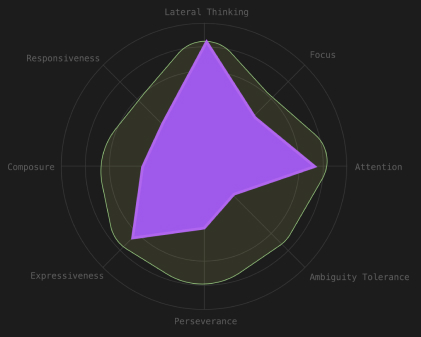 Lateral Thinking
Responsiveness
Focus
Composure
Attention
Expressiveness
Ambiguity Tolerance
Perseverance